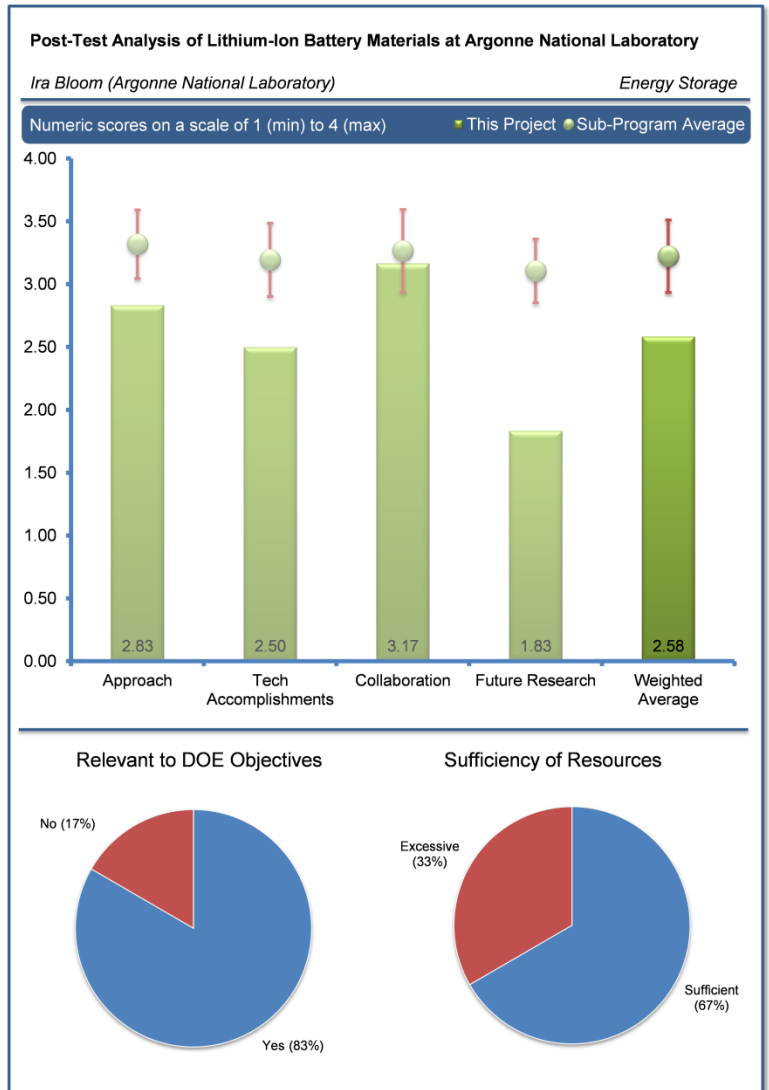 Post-Test Analysis of Lithium-Ion Battery Materials at Argonne National Laboratory
Ira Bloom (Argonne National Laboratory) Energy Storage
Numeric scores on a scale of 1 (min) to 4 (max) This Project Sub-Program Average
4.00
3.50
3.00
2.50
2.00
1.50
1.00
0.50
0.00
2.83 2.50 3.17 1.83 2.58
Approach Tech Collaboration Future Research Weighted
Accomplishments Average
Relevant to DOE Objectives Sufficiency of Resources
No (17%)
Yes (83%)
Excessive
(33%)
Sufficient
(67%)